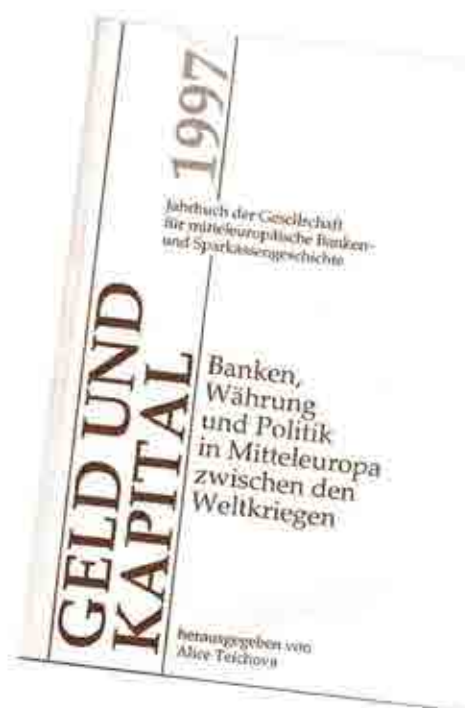 1997
Jahrbuch der Gesellschaft
für mitteleuropäische Banken-
und Sparkassengeschichte
GELD UND
KAPITAL
Banken,
Währung
und Politik
in Mitteleuropa
zwischen den
Weltkriegen
herausgegeben von
Alice Teichova